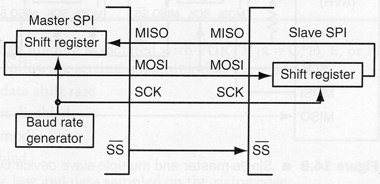 Master SPI
Shift register
MISO
MISO
Slave SPI
MOSI
MOSI
Shift register
SCK
SCK
Baud rate
generator
SS
SS